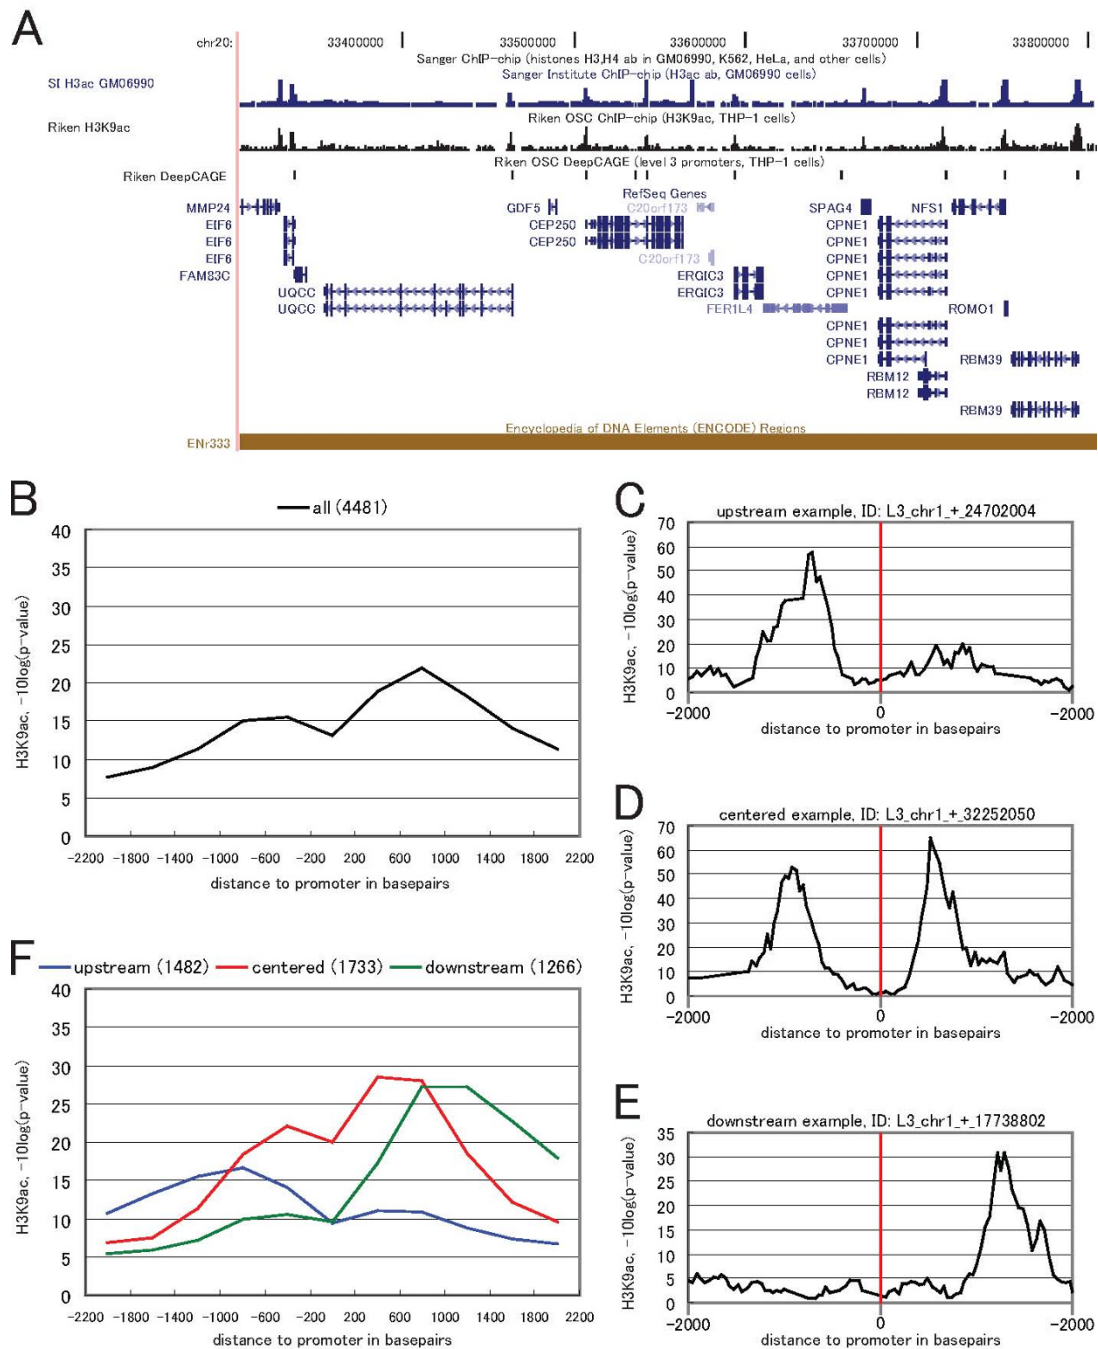 A
chr20: 33400000 33500000 33600000 33700000 33800000
Sanger ChIP-chip (histones H3,H4 ab in GM06990, K562, HeLa, and other cells)
Sanger Institute ChIP-chip (H3ac ab, GM06990 cells)
SI H3ac GM06990
Riken OSC ChIP-chip (H3K9ac, THP-1 cells)
Riken H3K9ac
Riken OSC DeepCAGE (level 3 promoters, THP-1 cells)
Riken DeepCAGE
RefSeq Genes
MMP24 GDF5 C20orf173 SPAG4 NFS1
EIF6 CEP250 CPNE1
EIF6 CEP250 CPNE1
EIF6 C20orf173 CPNE1
FAM83C ERGIC3 CPNE1
UQCC ERGIC3 CPNE1
UQCC FER1L4 ROMO1
CPNE1
CPNE1
CPNE1 RBM39
RBM12
RBM12
RBM39
Encyclopedia of DNA Elements (ENCODE) Regions
ENr333
B
all (4481)
H3K9ac, -10log(p-value)
40
35
30
25
20
15
10
5
0
-2200 -1800 -1400 -1000 -600 -200 200 600 1000 1400 1800 2200
distance to promoter in basepairs
C
upstream example, ID: L3_chr1_+_24702004
H3K9ac, -10log(p-value)
70
60
50
40
30
20
10
0
-2000 0 -2000
distance to promoter in basepairs
D
centered example, ID: L3_chr1_+_32252050
H3K9ac, -10log(p-value)
70
60
50
40
30
20
10
0
-2000 0 -2000
distance to promoter in basepairs
F
upstream (1482) centered (1733) downstream (1266)
H3K9ac, -10log(p-value)
40
35
30
25
20
15
10
5
0
-2200 -1800 -1400 -1000 -600 -200 200 600 1000 1400 1800 2200
distance to promoter in basepairs
E
downstream example, ID: L3_chr1_+_17738802
H3K9ac, -10log(p-value)
35
30
25
20
15
10
5
0
-2000 0 -2000
distance to promoter in basepairs